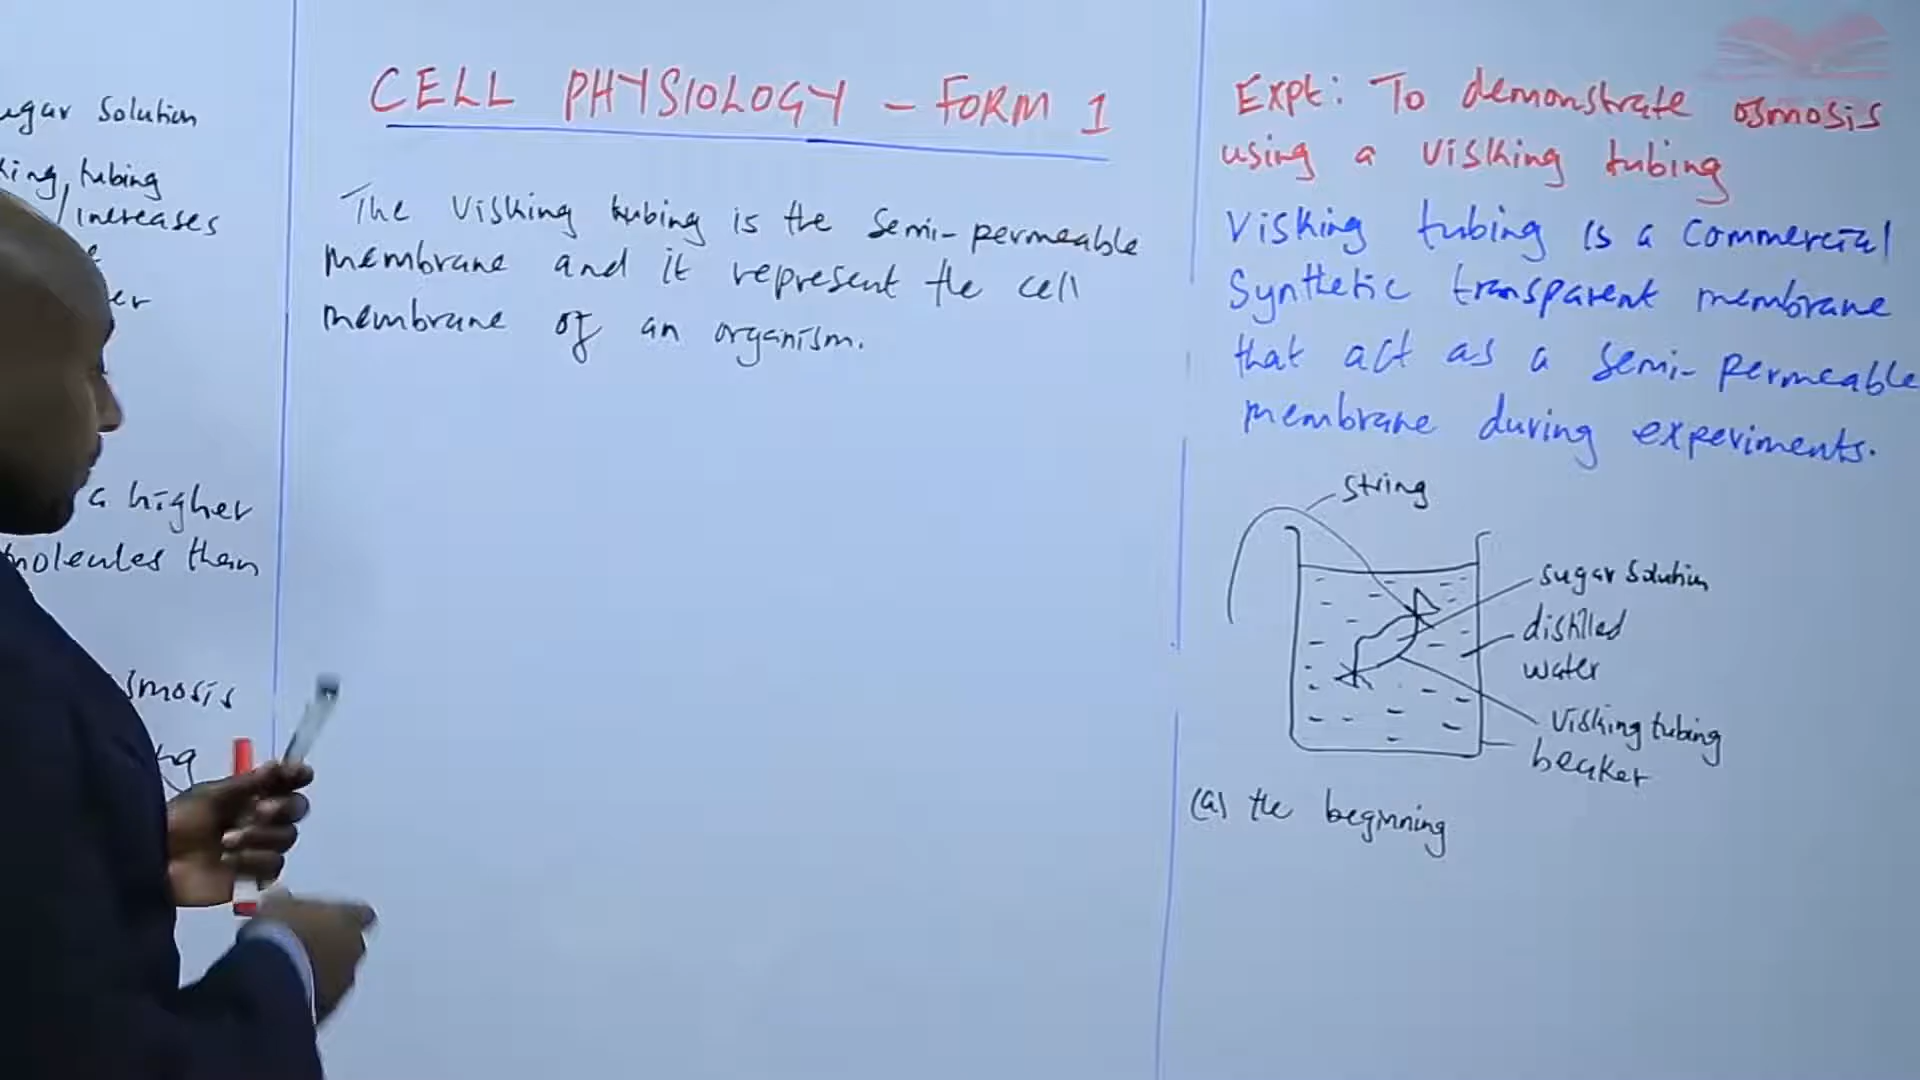 Sugar Solution
tubing
increases
er
a higher
molecules than
osmosis
CELL PHYSIOLOGY – FORM 1
The Visking tubing is the semi-permeable
membrane and it represent the cell
membrane of an organism.
Expt: To demonstrate osmosis
using a Visking tubing
Visking tubing is a commercial
Synthetic transparent membrane
that act as a semi-permeable
membrane during experiments.
string
sugar solution
distilled
water
Visking tubing
beaker
(a) the beginning